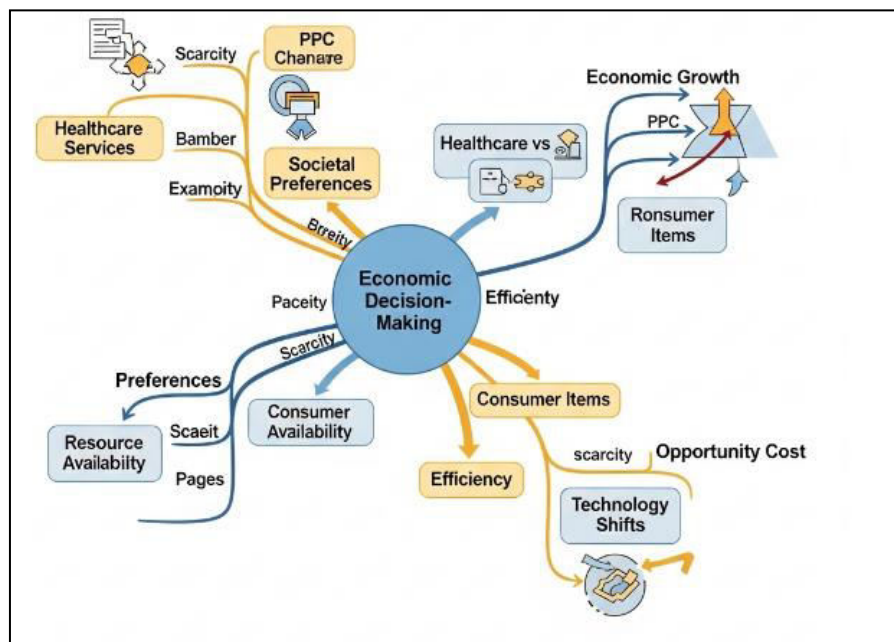 Scarcity
PPC
Chanare
Healthcare
Services
Bamber
Examoity
Societal
Preferences
Brreity
Healthcare vs
Economic Growth
PPC
Ronsumer
Items
Economic
Decision-
Making
Paceity
Efficienty
Scarcity
Preferences
Resource
Availabilty
Scaeit
Pages
Consumer
Availability
Consumer Items
Efficiency
scarcity
Opportunity Cost
Technology
Shifts